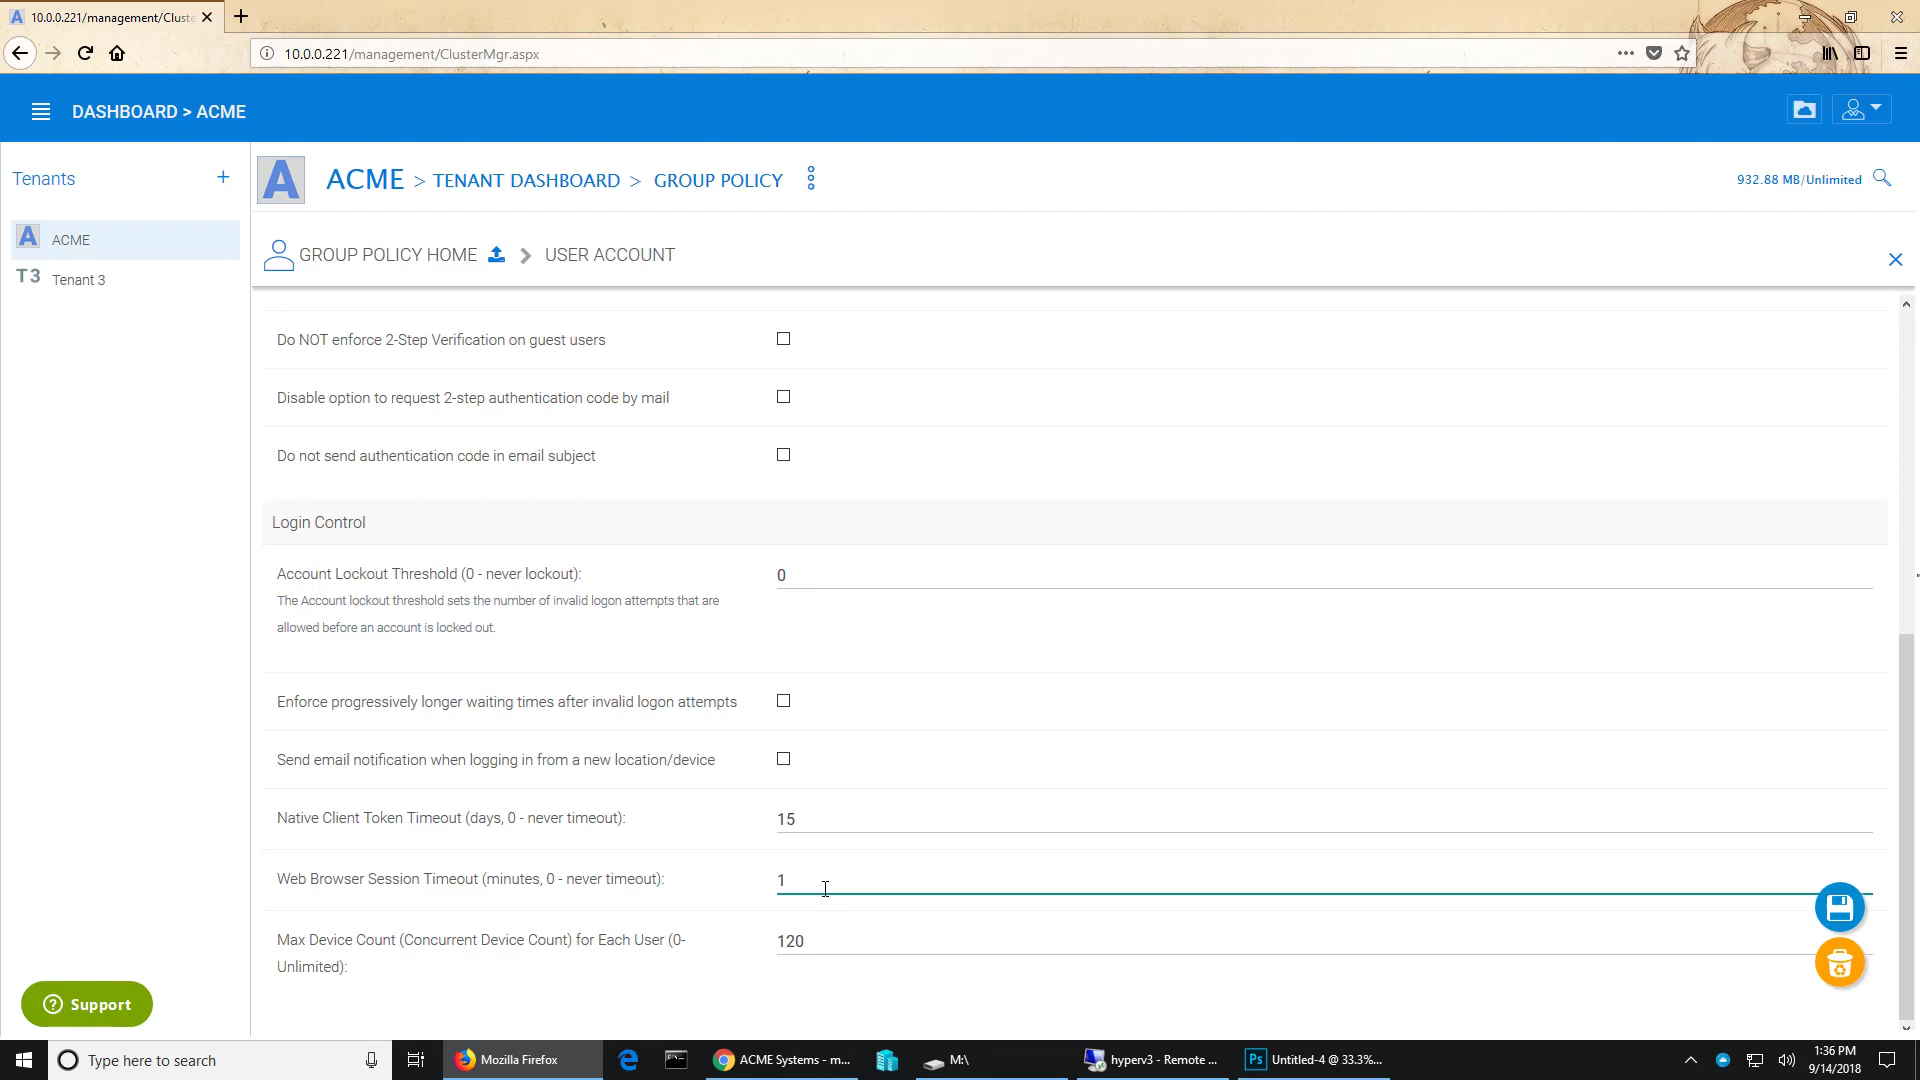 10.0.0.221/management/Cluste
10.0.0.221/management/ClusterMgr.aspx
DASHBOARD > ACME
Tenants +
A ACME
T3 Tenant 3
A ACME > TENANT DASHBOARD > GROUP POLICY
932.88 MB/Unlimited
GROUP POLICY HOME > USER ACCOUNT
Do NOT enforce 2-Step Verification on guest users
Disable option to request 2-step authentication code by mail
Do not send authentication code in email subject
Login Control
Account Lockout Threshold (0 - never lockout): 0
The Account lockout threshold sets the number of invalid logon attempts that are
allowed before an account is locked out.
Enforce progressively longer waiting times after invalid logon attempts
Send email notification when logging in from a new location/device
Native Client Token Timeout (days, 0 - never timeout): 15
Web Browser Session Timeout (minutes, 0 - never timeout): 1
Max Device Count (Concurrent Device Count) for Each User (0- 120
Unlimited):
Support
Type here to search
Mozilla Firefox
ACME Systems - m...
M:\
hyperv3 - Remote ...
Ps Untitled-4 @ 33.3%...
1:36 PM
9/14/2018